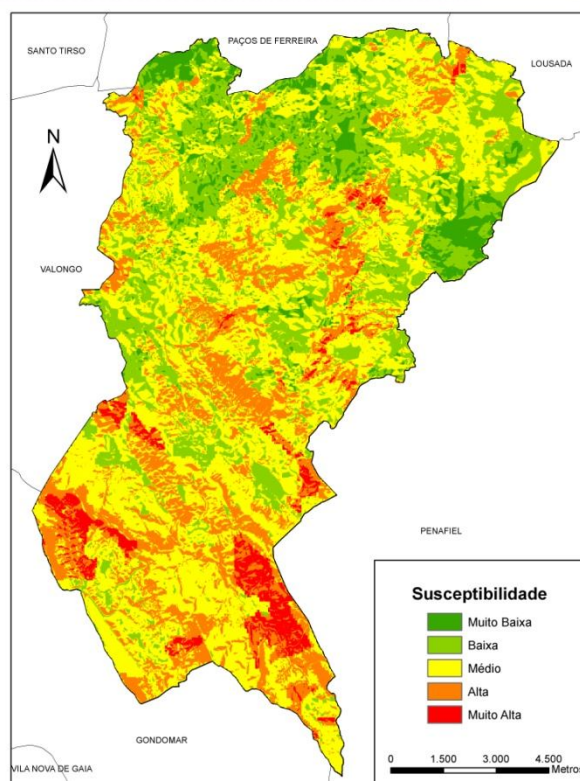 PAÇOS DE FERREIRA
SANTO TIRSO
LOUSADA
N
VALONGO
PENAFIEL
GONDOMAR
VILA NOVA DE GAIA
Susceptibilidade
Muito Baixa
Baixa
Médio
Alta
Muito Alta
0 1.500 3.000 4.500
Metros